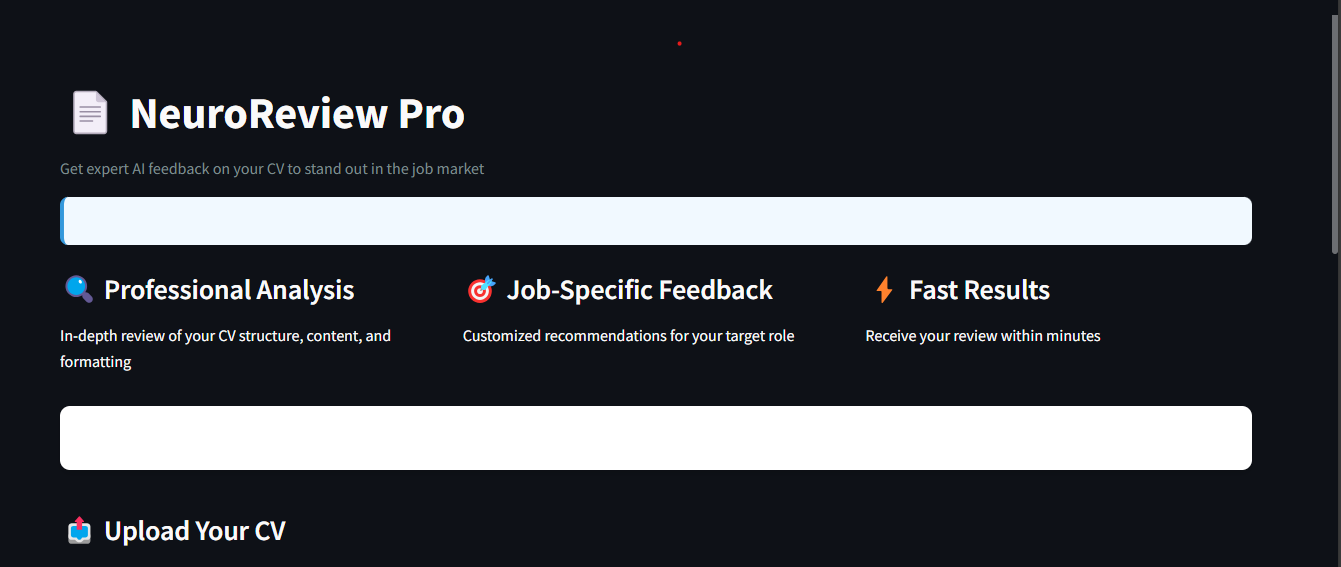 NeuroReview Pro
Get expert AI feedback on your CV to stand out in the job market
Professional Analysis
In-depth review of your CV structure, content, and
formatting
Job-Specific Feedback
Customized recommendations for your target role
Fast Results
Receive your review within minutes
Upload Your CV